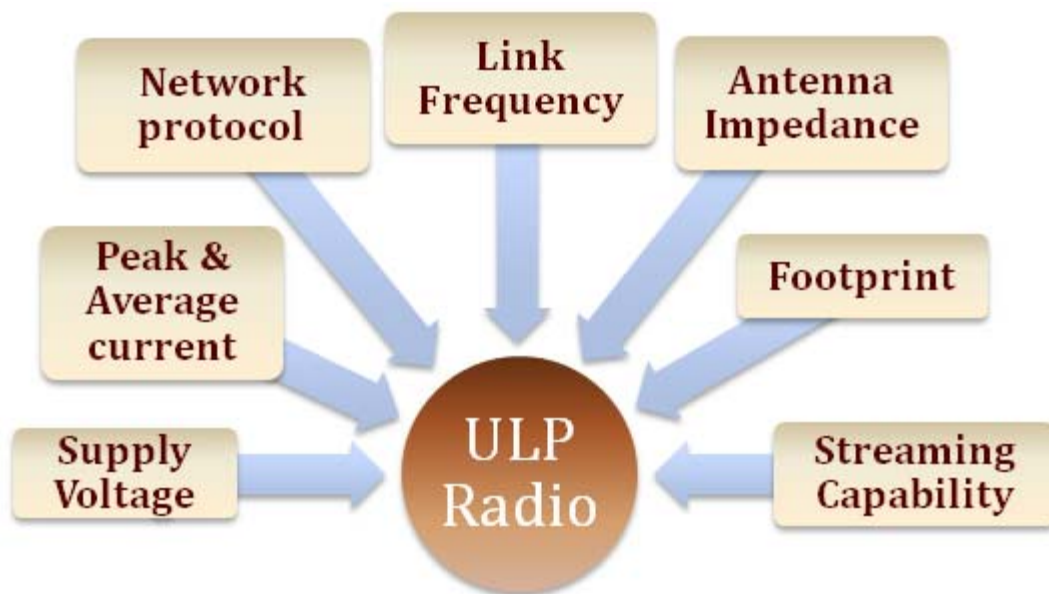 Network
protocol
Link
Frequency
Antenna
Impedance
Peak &
Average
current
Footprint
Supply
Voltage
ULP
Radio
Streaming
Capability